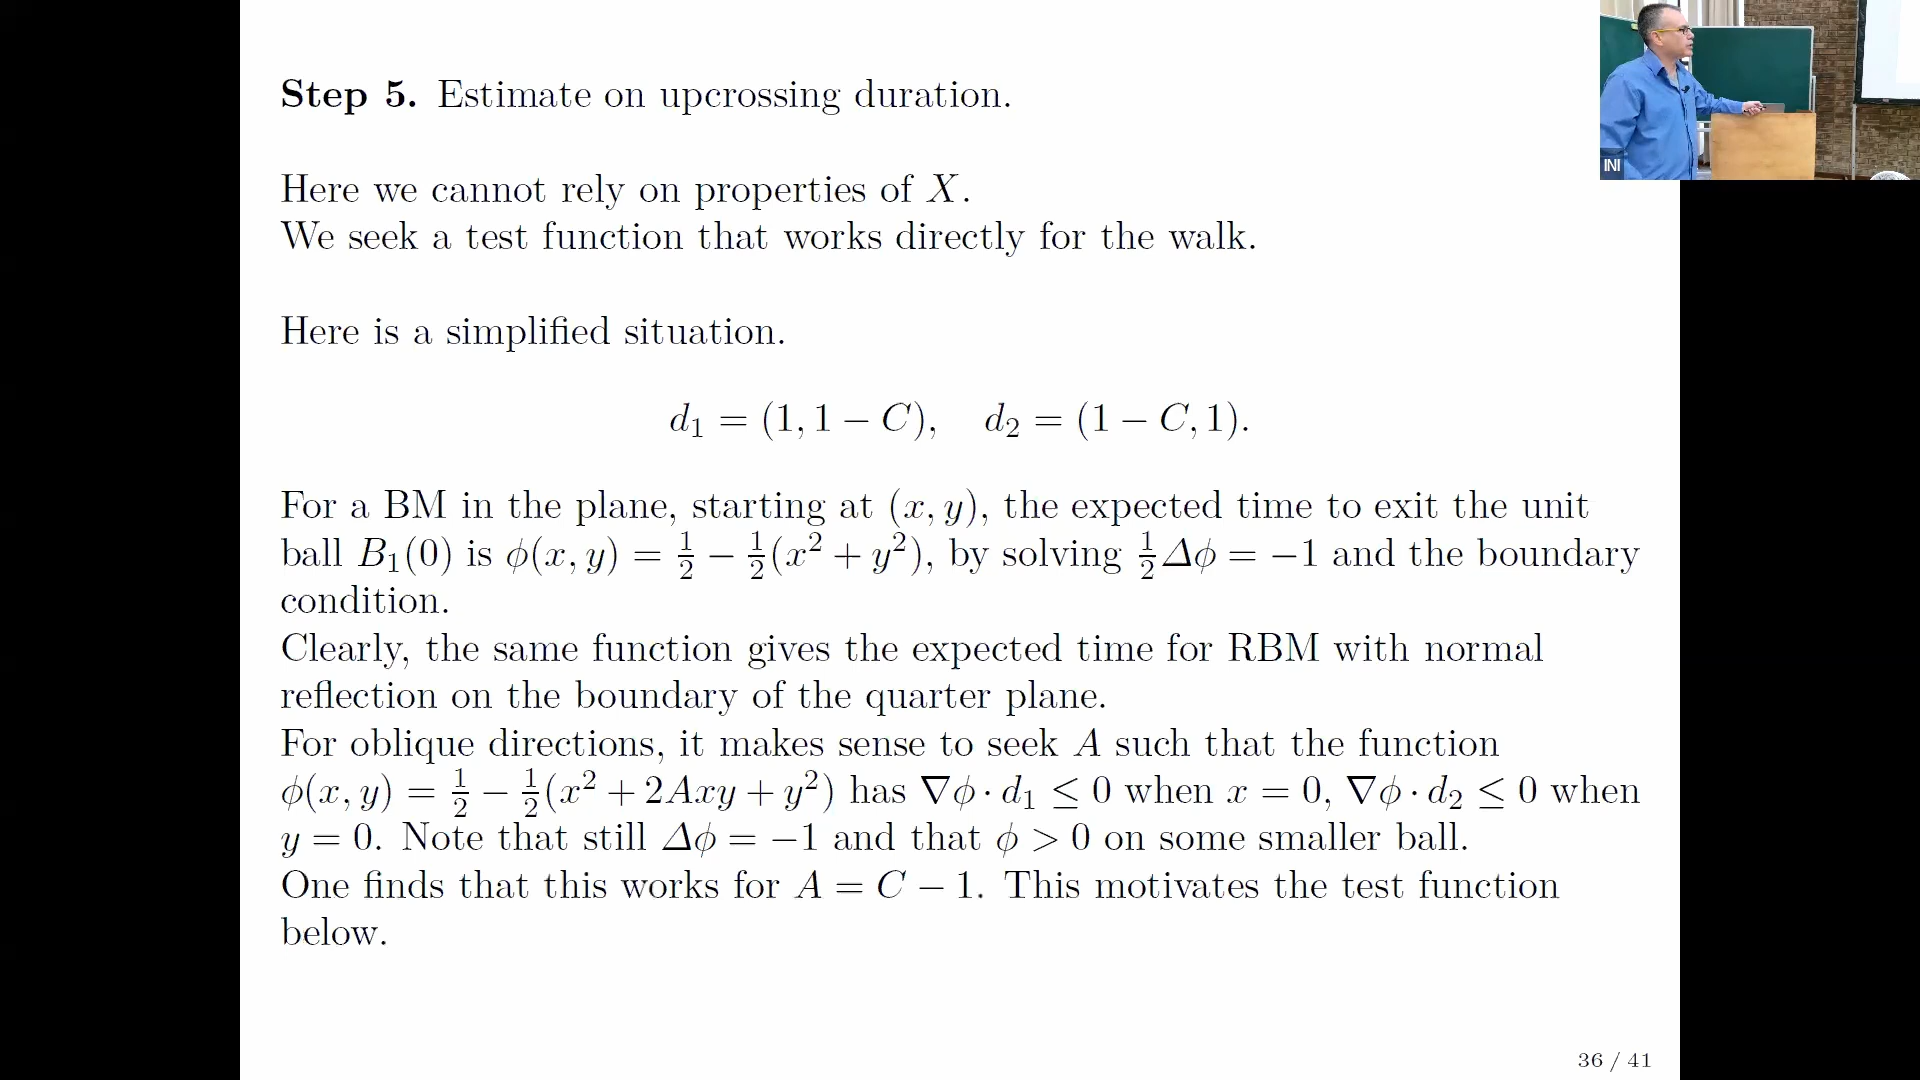 Step 5. Estimate on upcrossing duration.
Here we cannot rely on properties of X.
We seek a test function that works directly for the walk.
Here is a simplified situation.
d₁ = (1, 1 − C), d₂ = (1 − C, 1).
For a BM in the plane, starting at (x, y), the expected time to exit the unit
ball B₁(0) is ϕ(x, y) = 1/2 − 1/2(x² + y²), by solving 1/2Δϕ = −1 and the boundary
condition.
Clearly, the same function gives the expected time for RBM with normal
reflection on the boundary of the quarter plane.
For oblique directions, it makes sense to seek A such that the function
ϕ(x, y) = 1/2 − 1/2(x² + 2Axy + y²) has ∇ϕ · d₁ ≤ 0 when x = 0, ∇ϕ · d₂ ≤ 0 when
y = 0. Note that still Δϕ = −1 and that ϕ > 0 on some smaller ball.
One finds that this works for A = C − 1. This motivates the test function
below.
36 / 41
INI